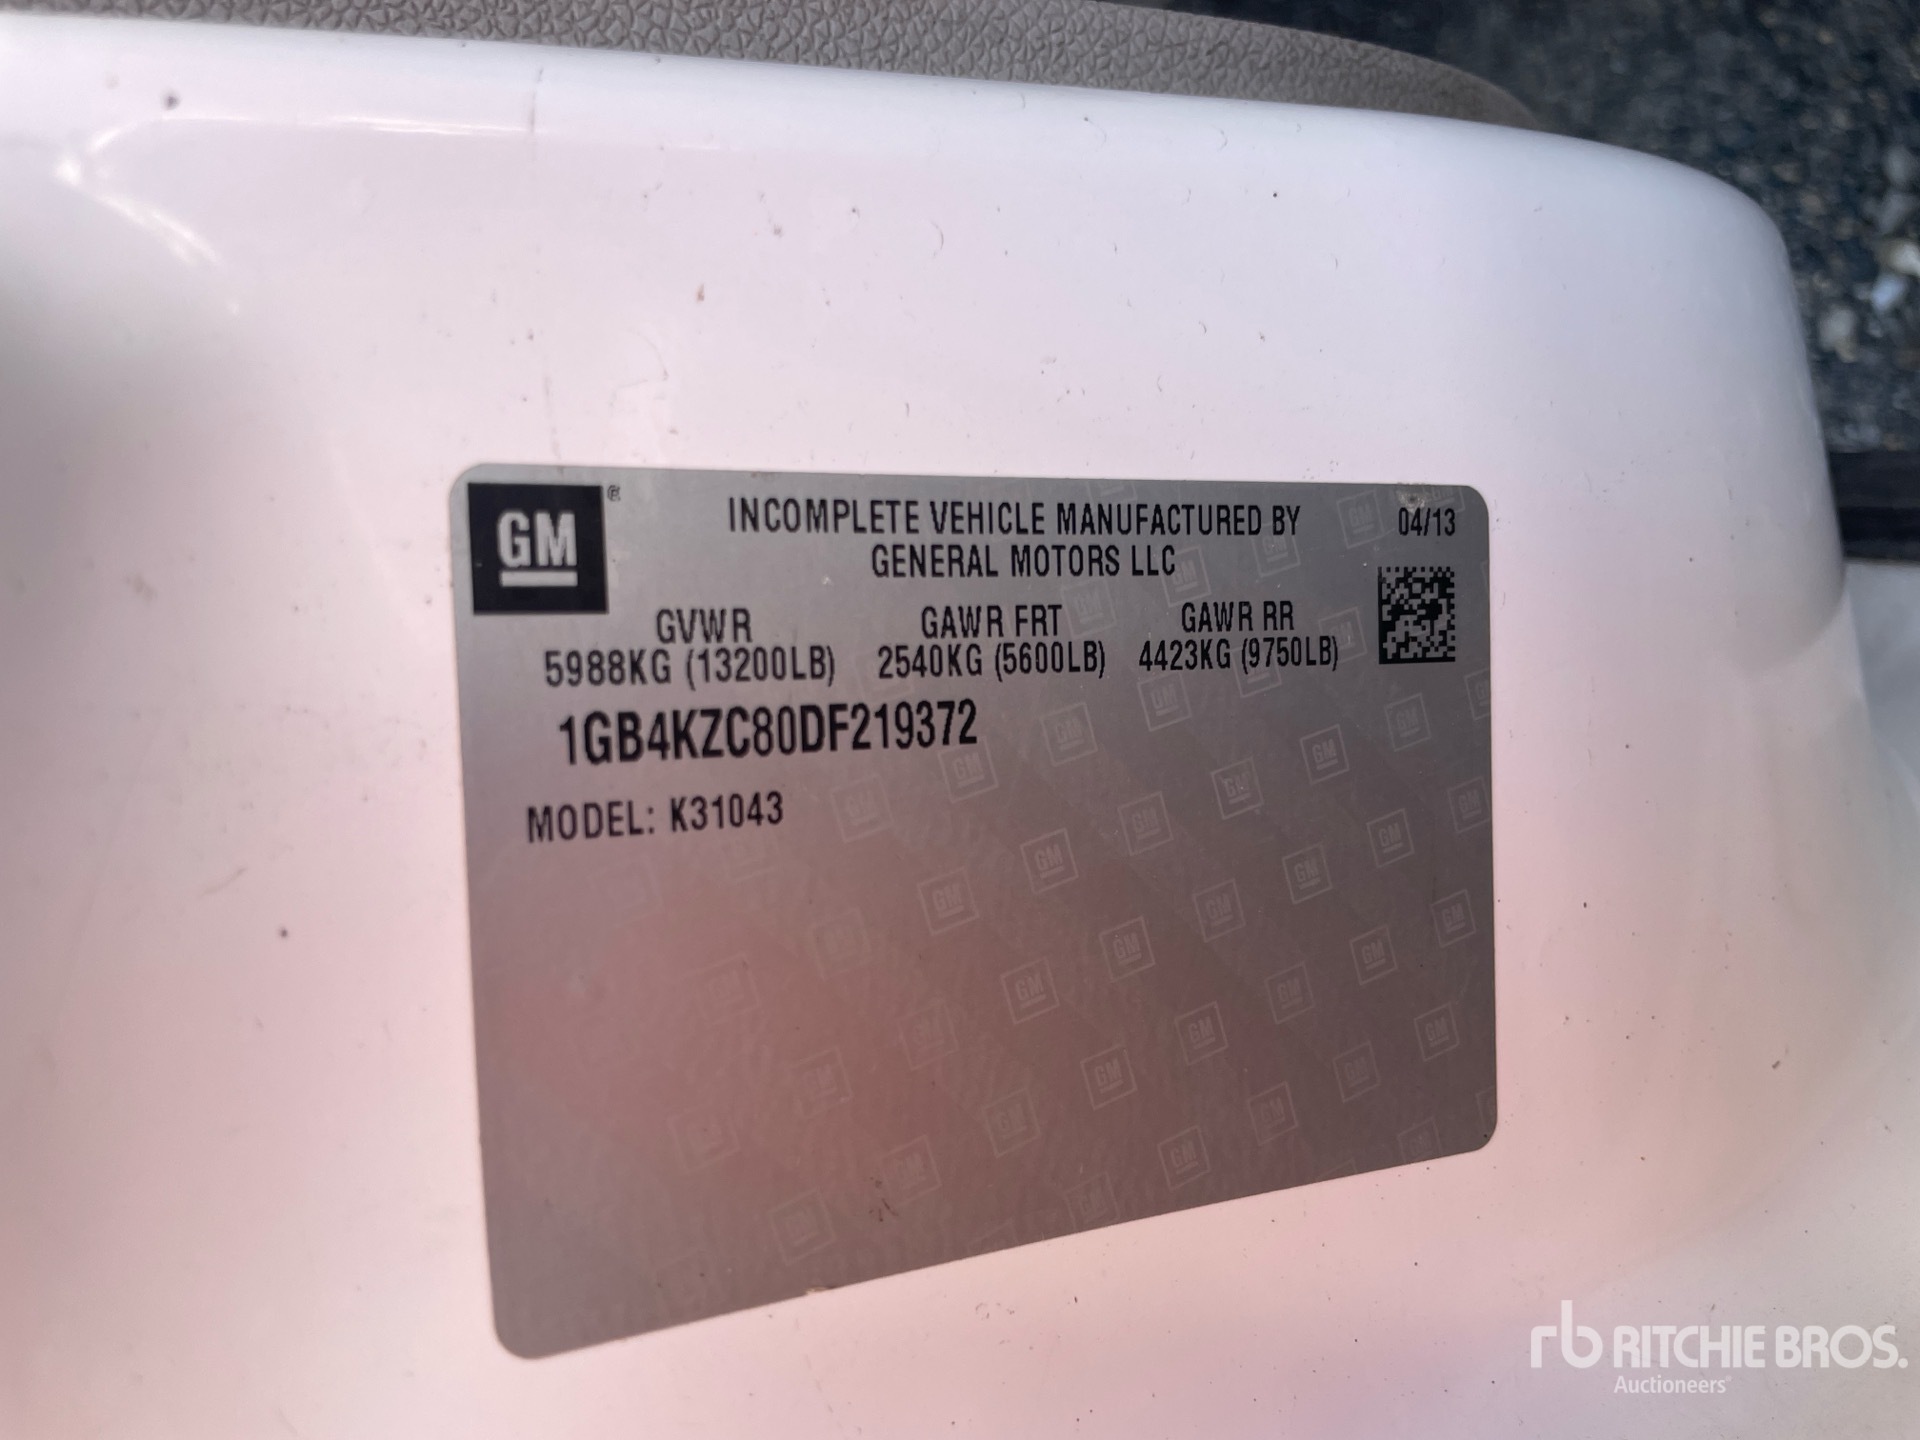 GM
INCOMPLETE VEHICLE MANUFACTURED BY
GENERAL MOTORS LLC
04/13
GVWR GAWR FRT GAWR RR
5988KG (13200LB) 2540KG (5600LB) 4423KG (9750LB)
1GB4KZC80DF219372
MODEL: K31043
rb RITCHIE BROS.
Auctioneers